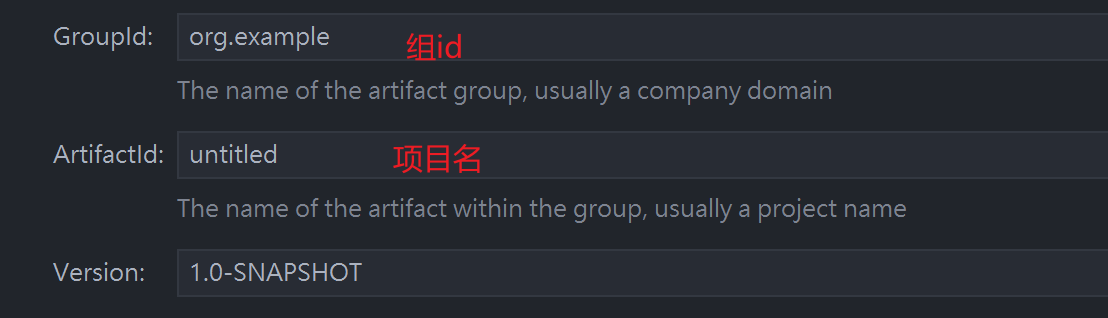 GroupId: org.example 组id
The name of the artifact group, usually a company domain
ArtifactId: untitled 项目名
The name of the artifact within the group, usually a project name
Version: 1.0-SNAPSHOT